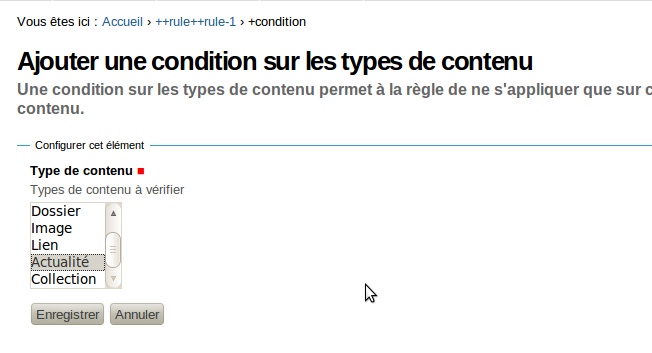 Vous êtes ici : Accueil › ++rule++rule-1 › +condition
Ajouter une condition sur les types de contenu
Une condition sur les types de contenu permet à la règle de ne s'appliquer que sur
contenu.
Configurer cet élément
Type de contenu
Types de contenu à vérifier
Dossier
Image
Lien
Actualité
Collection
Enregistrer Annuler